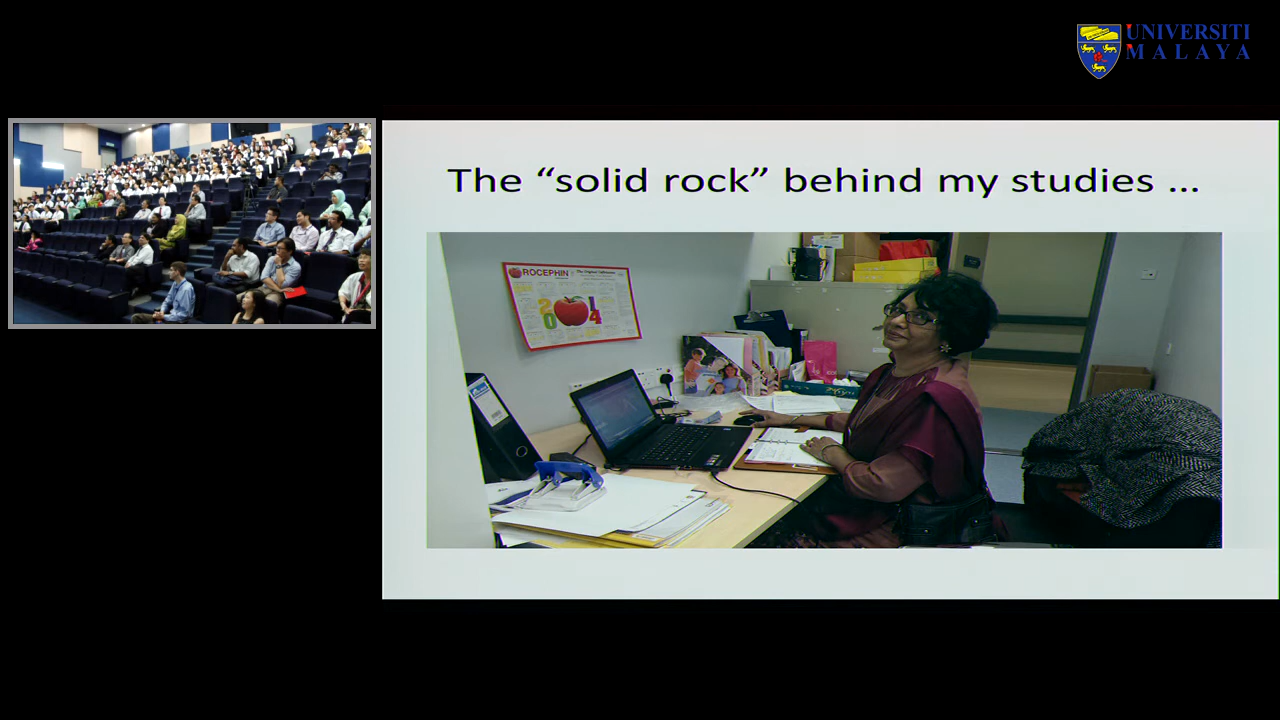 UNIVERSITI
MALAYA
The “solid rock” behind my studies ...
ROCEPHIN
2014